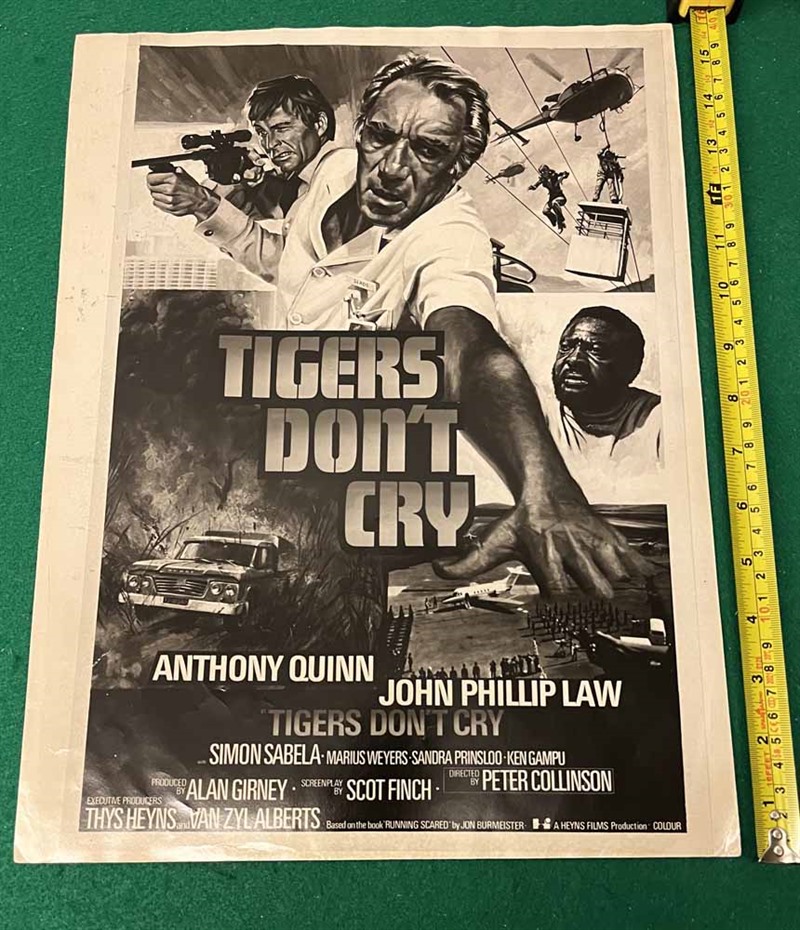 TIGERS
DON'T
CRY
ANTHONY QUINN
JOHN PHILLIP LAW
TIGERS DON'T CRY
SIMON SABELA · MARIUS WEYERS · SANDRA PRINSLOO · KEN GAMPU
PRODUCED BY ALAN GIRNEY · SCREENPLAY BY SCOT FINCH · DIRECTED BY PETER COLLINSON
EXECUTIVE PRODUCERS
THYS HEYNS and VAN ZYL ALBERTS Based on the book 'RUNNING SCARED' by JON BURMEISTER · A HEYNS FILMS Production · COLOUR